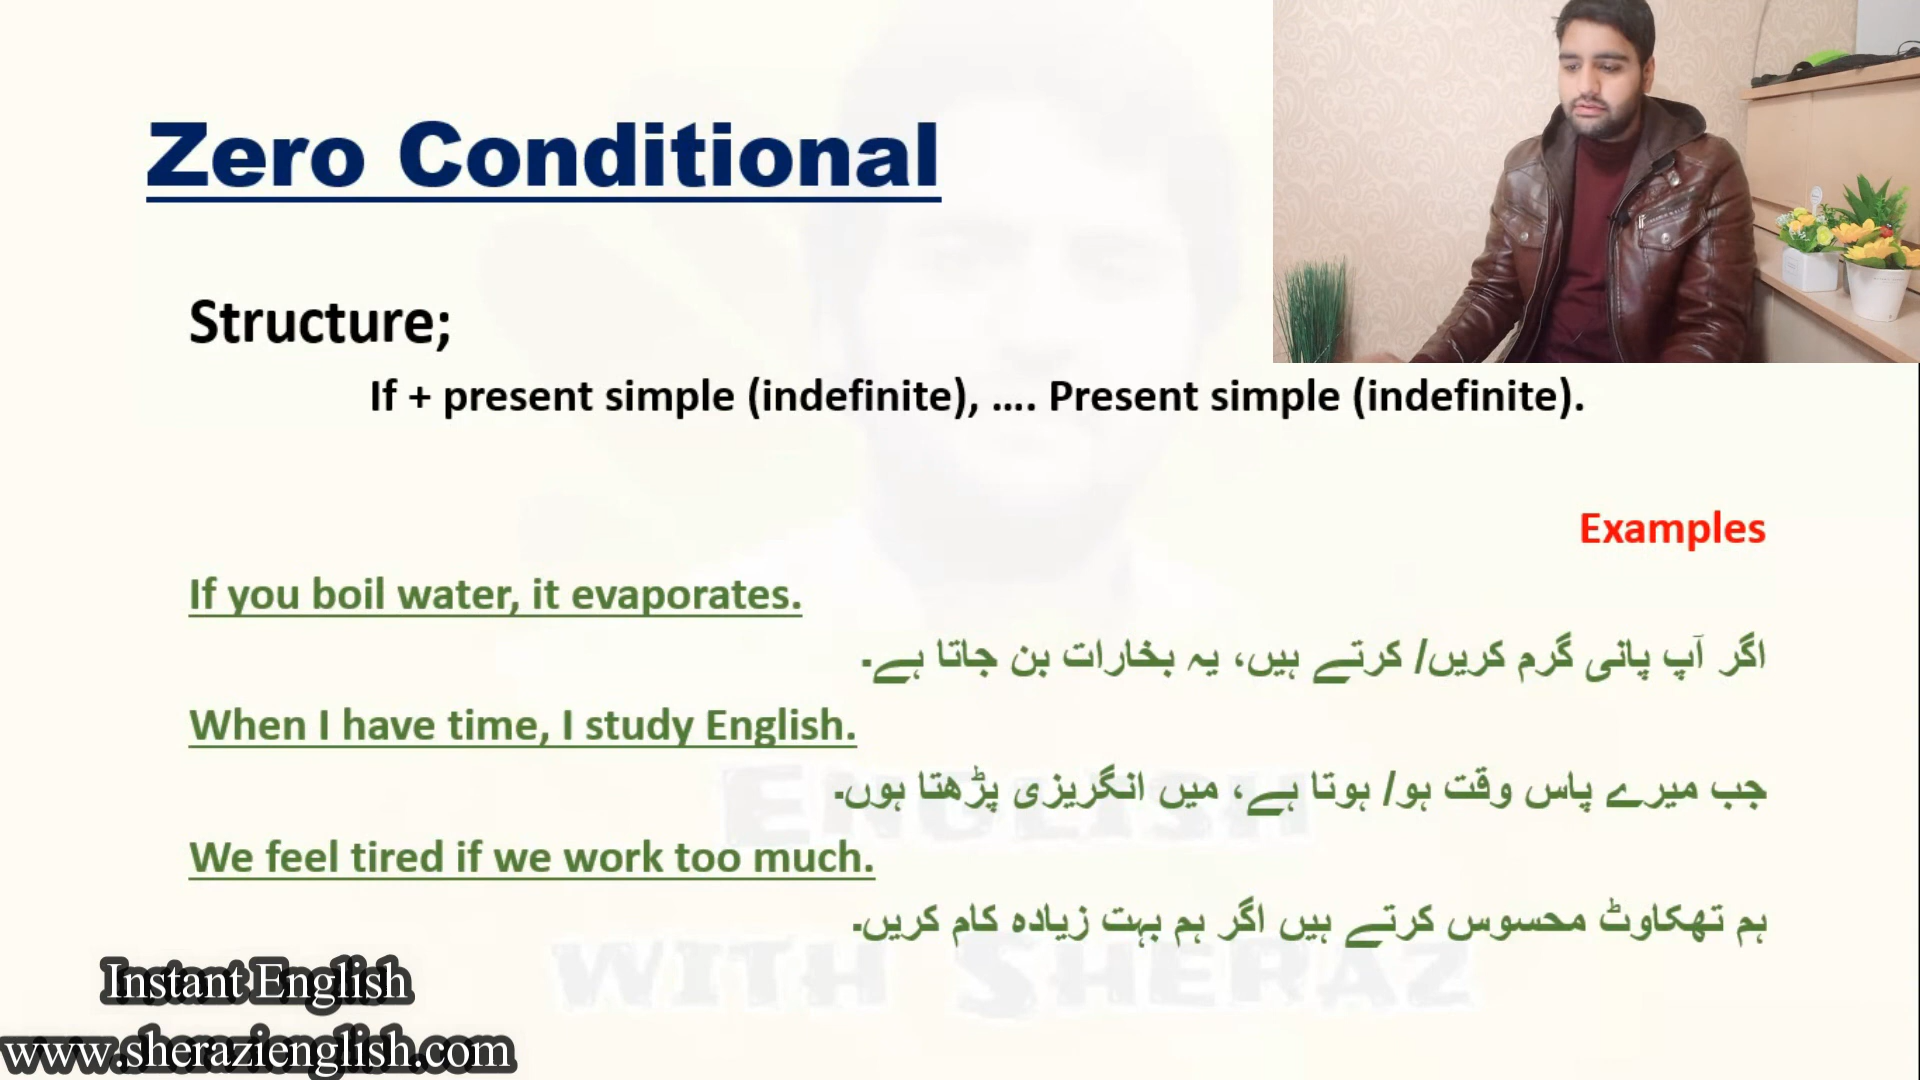 Zero Conditional
Structure;
If + present simple (indefinite), .... Present simple (indefinite).
Examples
If you boil water, it evaporates.
اگر آپ پانی گرم کریں/ کرتے ہیں، یہ بخارات بن جاتا ہے۔
When I have time, I study English.
جب میرے پاس وقت ہو/ ہوتا ہے، میں انگریزی پڑھتا ہوں۔
We feel tired if we work too much.
ہم تھکاوٹ محسوس کرتے ہیں اگر ہم بہت زیادہ کام کریں۔
English
with Sheraz
Instant English
www.sherazienglish.com